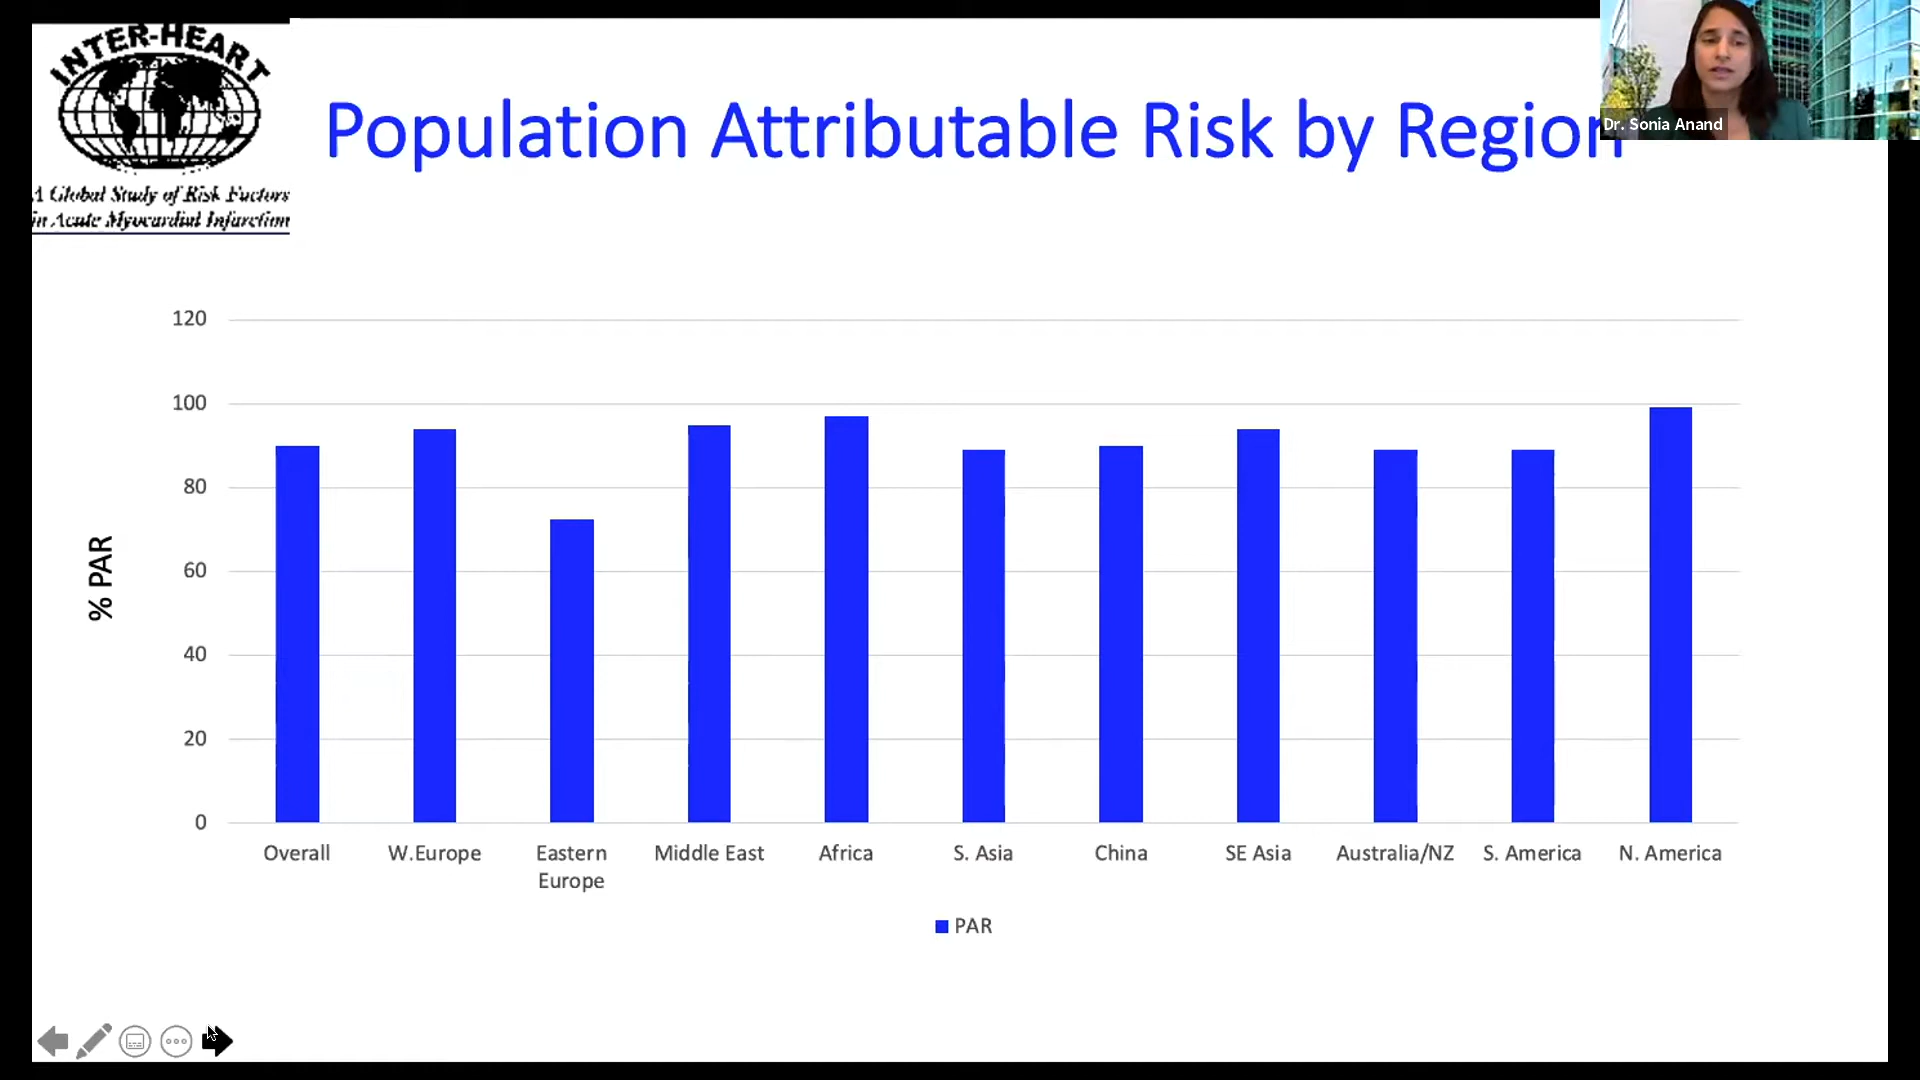 INTER-HEART
A Global Study of Risk Factors
in Acute Myocardial Infarction
Population Attributable Risk by Region
Dr. Sonia Anand
120
100
80
60
40
20
0
% PAR
Overall
W.Europe
Eastern
Europe
Middle East
Africa
S. Asia
China
SE Asia
Australia/NZ
S. America
N. America
PAR